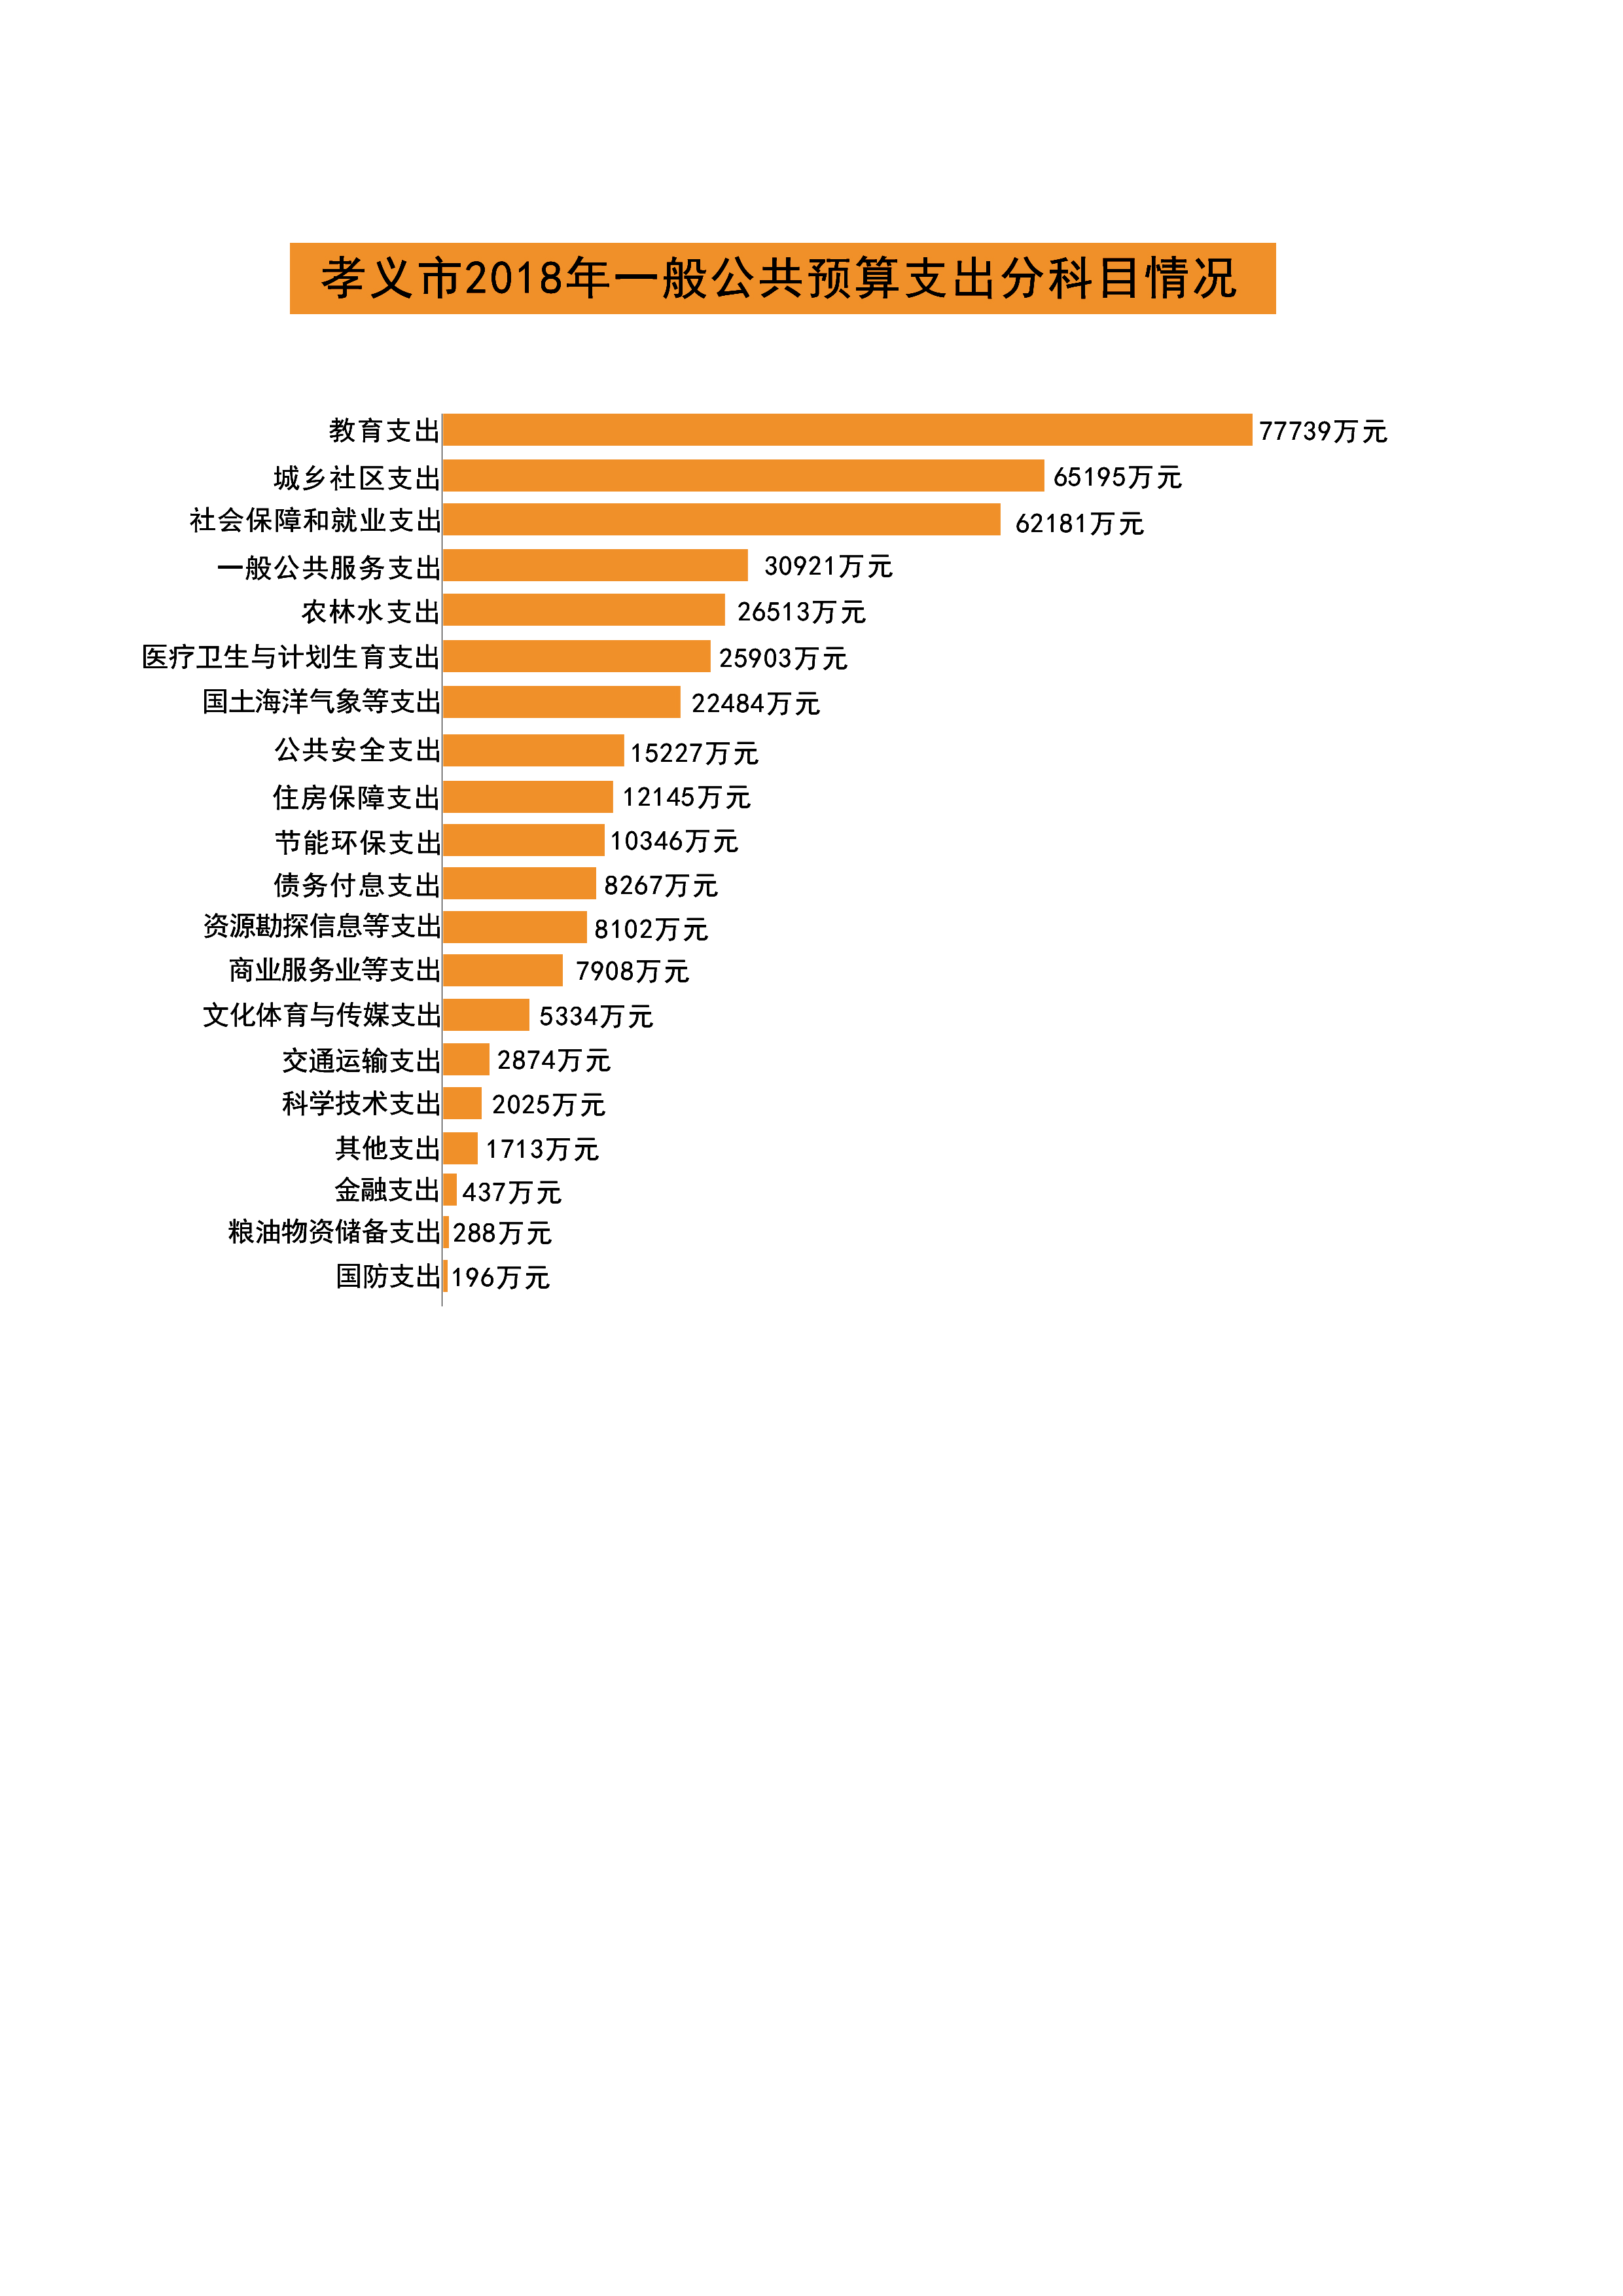 孝义市2018年一般公共预算支出分科目情况
教育支出 77739万元
城乡社区支出 65195万元
社会保障和就业支出 62181万元
一般公共服务支出 30921万元
农林水支出 26513万元
医疗卫生与计划生育支出 25903万元
国土海洋气象等支出 22484万元
公共安全支出 15227万元
住房保障支出 12145万元
节能环保支出 10346万元
债务付息支出 8267万元
资源勘探信息等支出 8102万元
商业服务业等支出 7908万元
文化体育与传媒支出 5334万元
交通运输支出 2874万元
科学技术支出 2025万元
其他支出 1713万元
金融支出 437万元
粮油物资储备支出 288万元
国防支出 196万元